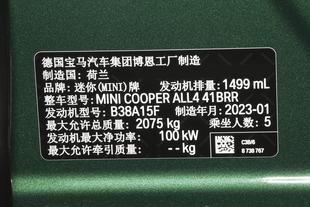 德国宝马汽车集团博恩工厂制造
制造国：荷兰
品牌：迷你(MINI)牌 发动机排量：1499 mL
整车型号：MINI COOPER ALL4 41BRR
发动机型号：B38A15F 制造年月：2023-01
最大允许总质量：2075 kg 乘坐人数：5
发动机最大净功率：100 kW
最大允许牵引质量：-- kg
C3B/6
8 738 767